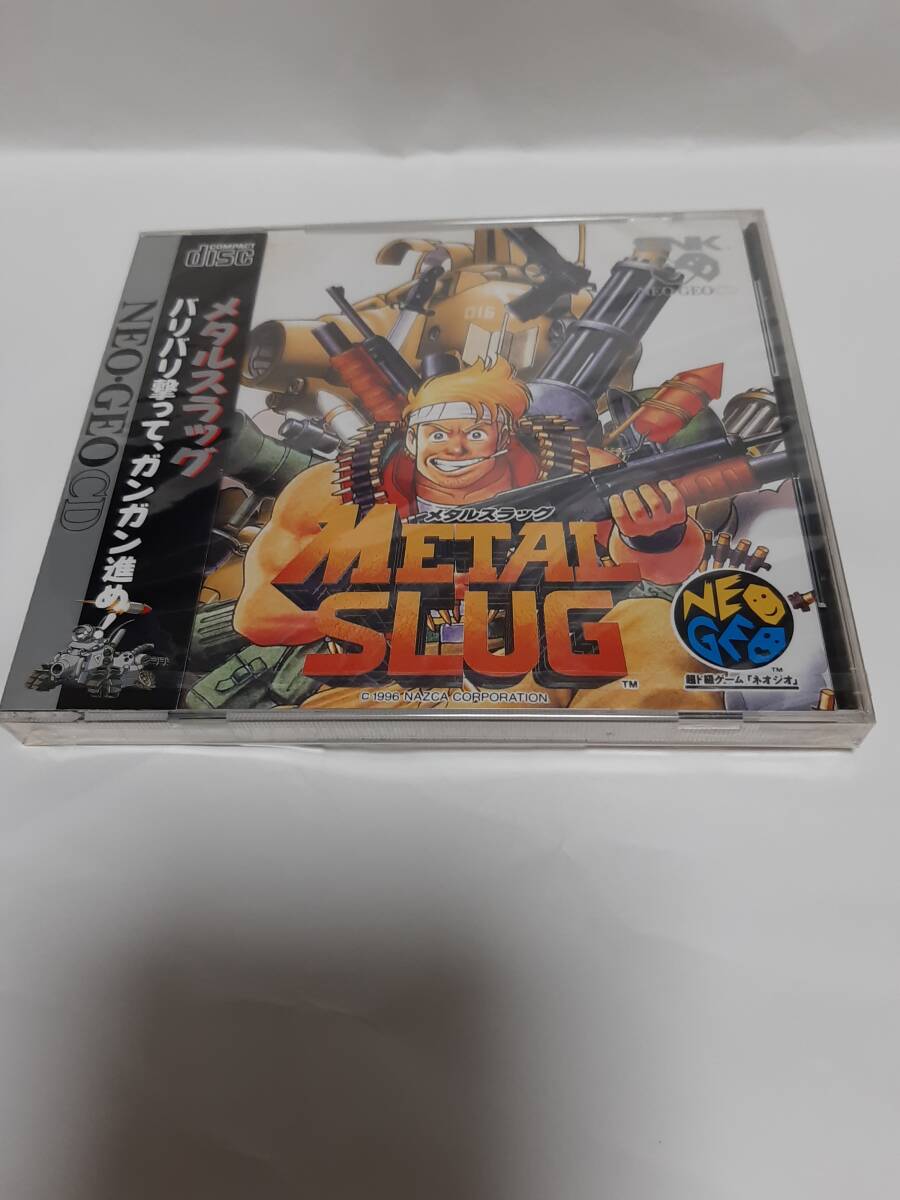 COMPACT
disc
NEO・GEO CD
メタルスラッグ
バリバリ撃って、ガンガン進め!
SNK
NEO・GEO CD
016
メタルスラッグ
METAL
SLUG
TM
© 1996 NAZCA CORPORATION
NEO
GEO
TM
超ド級ゲーム「ネオジオ」